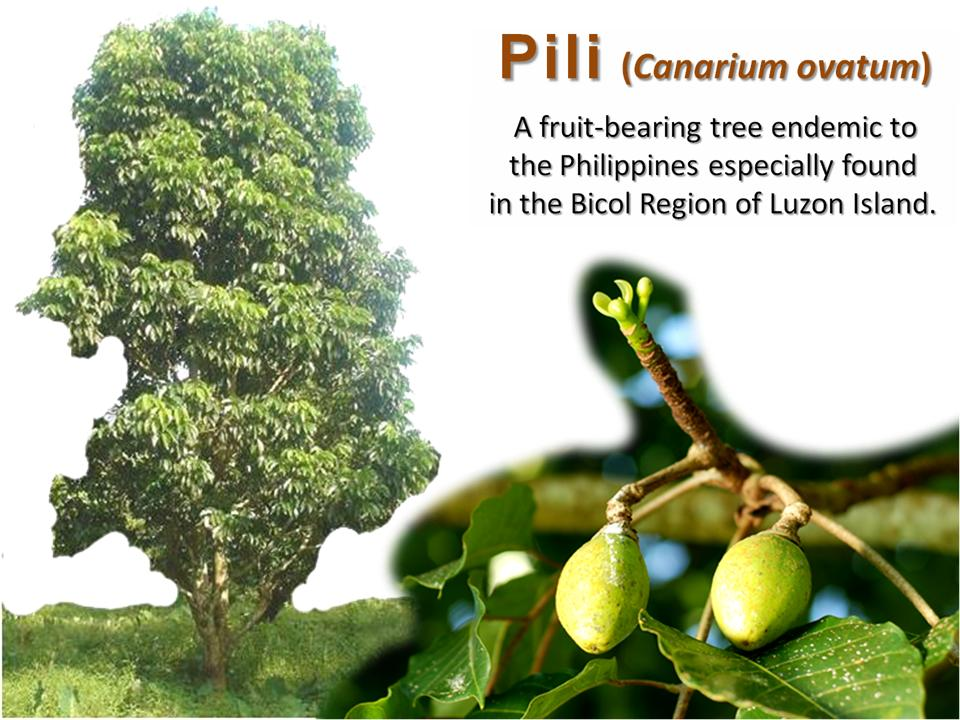 Pili (Canarium ovatum)
A fruit-bearing tree endemic to
the Philippines especially found
in the Bicol Region of Luzon Island.